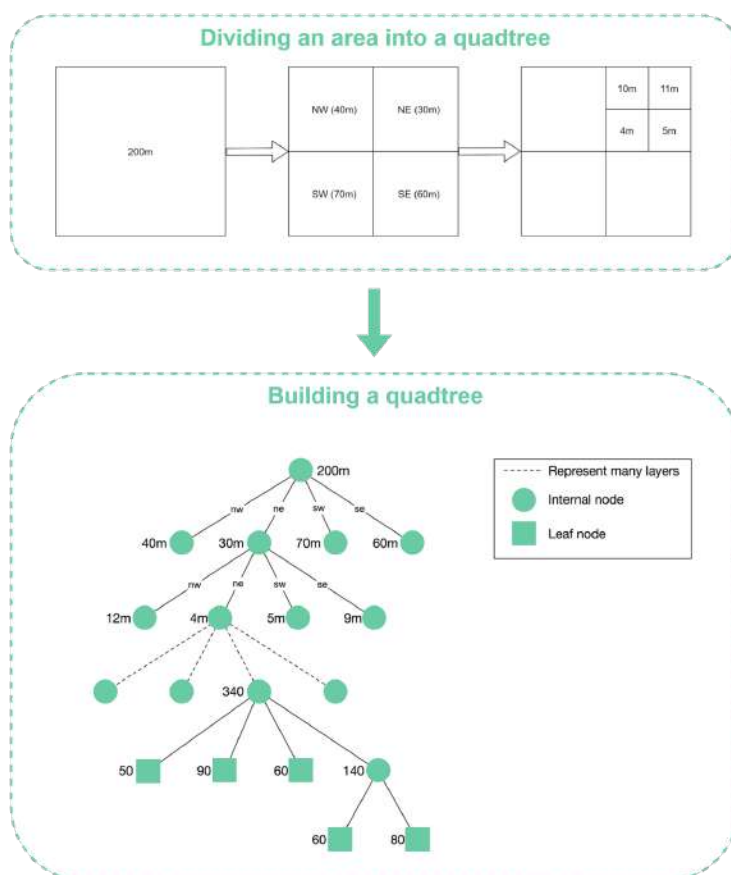 Dividing an area into a quadtree
200m
NW (40m) NE (30m)
SW (70m) SE (60m)
10m 11m
4m 5m
Building a quadtree
200m
nw ne sw se
40m 30m 70m 60m
nw ne sw se
12m 4m 5m 9m
340
50 90 60 140
60 80
Represent many layers
Internal node
Leaf node